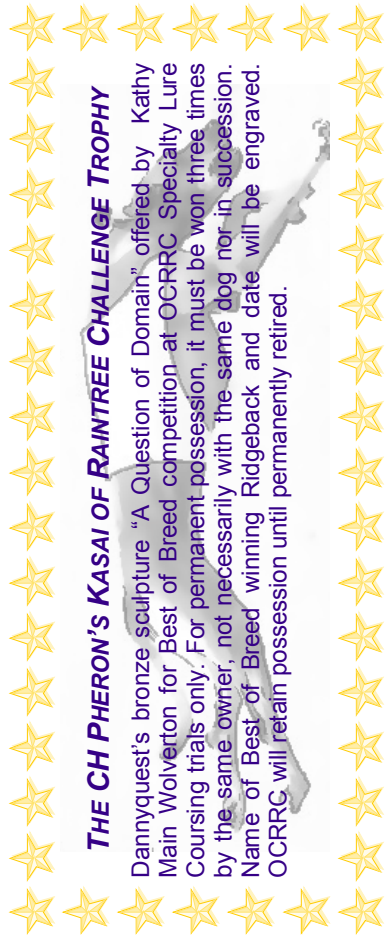 THE CH PHERON'S KASAI OF RAINTREE CHALLENGE TROPHY
Dannyquest's bronze sculpture “A Question of Domain” offered by Kathy
Main Wolverton for Best of Breed competition at OCRRC Specialty Lure
Coursing trials only. For permanent possession, it must be won three times
by the same owner, not necessarily with the same dog nor in succession.
Name of Best of Breed winning Ridgeback and date will be engraved.
OCRRC will retain possession until permanently retired.